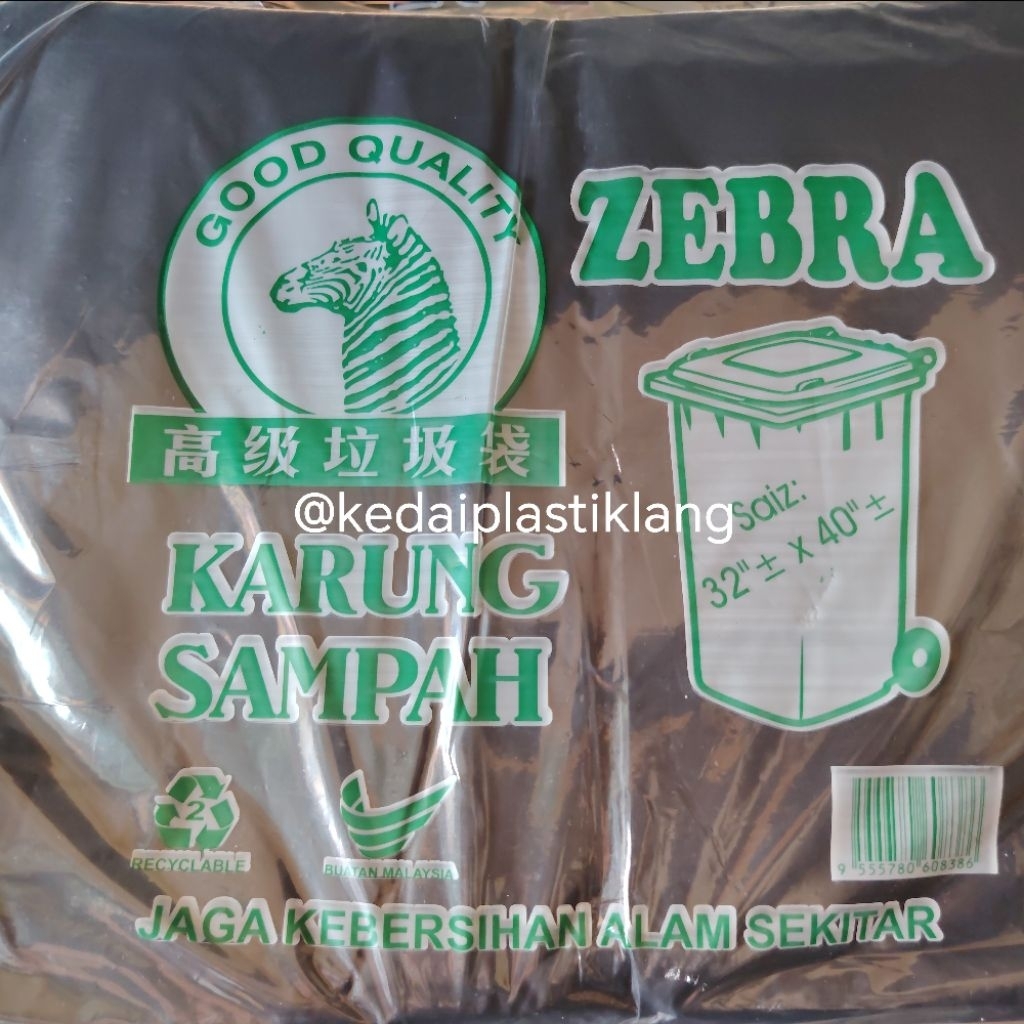 GOOD QUALITY
ZEBRA
高级垃圾袋
@kedaiplastiklang
Saiz:
32"± x 40"±
KARUNG
SAMPAH
2
RECYCLABLE
BUATAN MALAYSIA
9 555780 608386
JAGA KEBERSIHAN ALAM SEKITAR